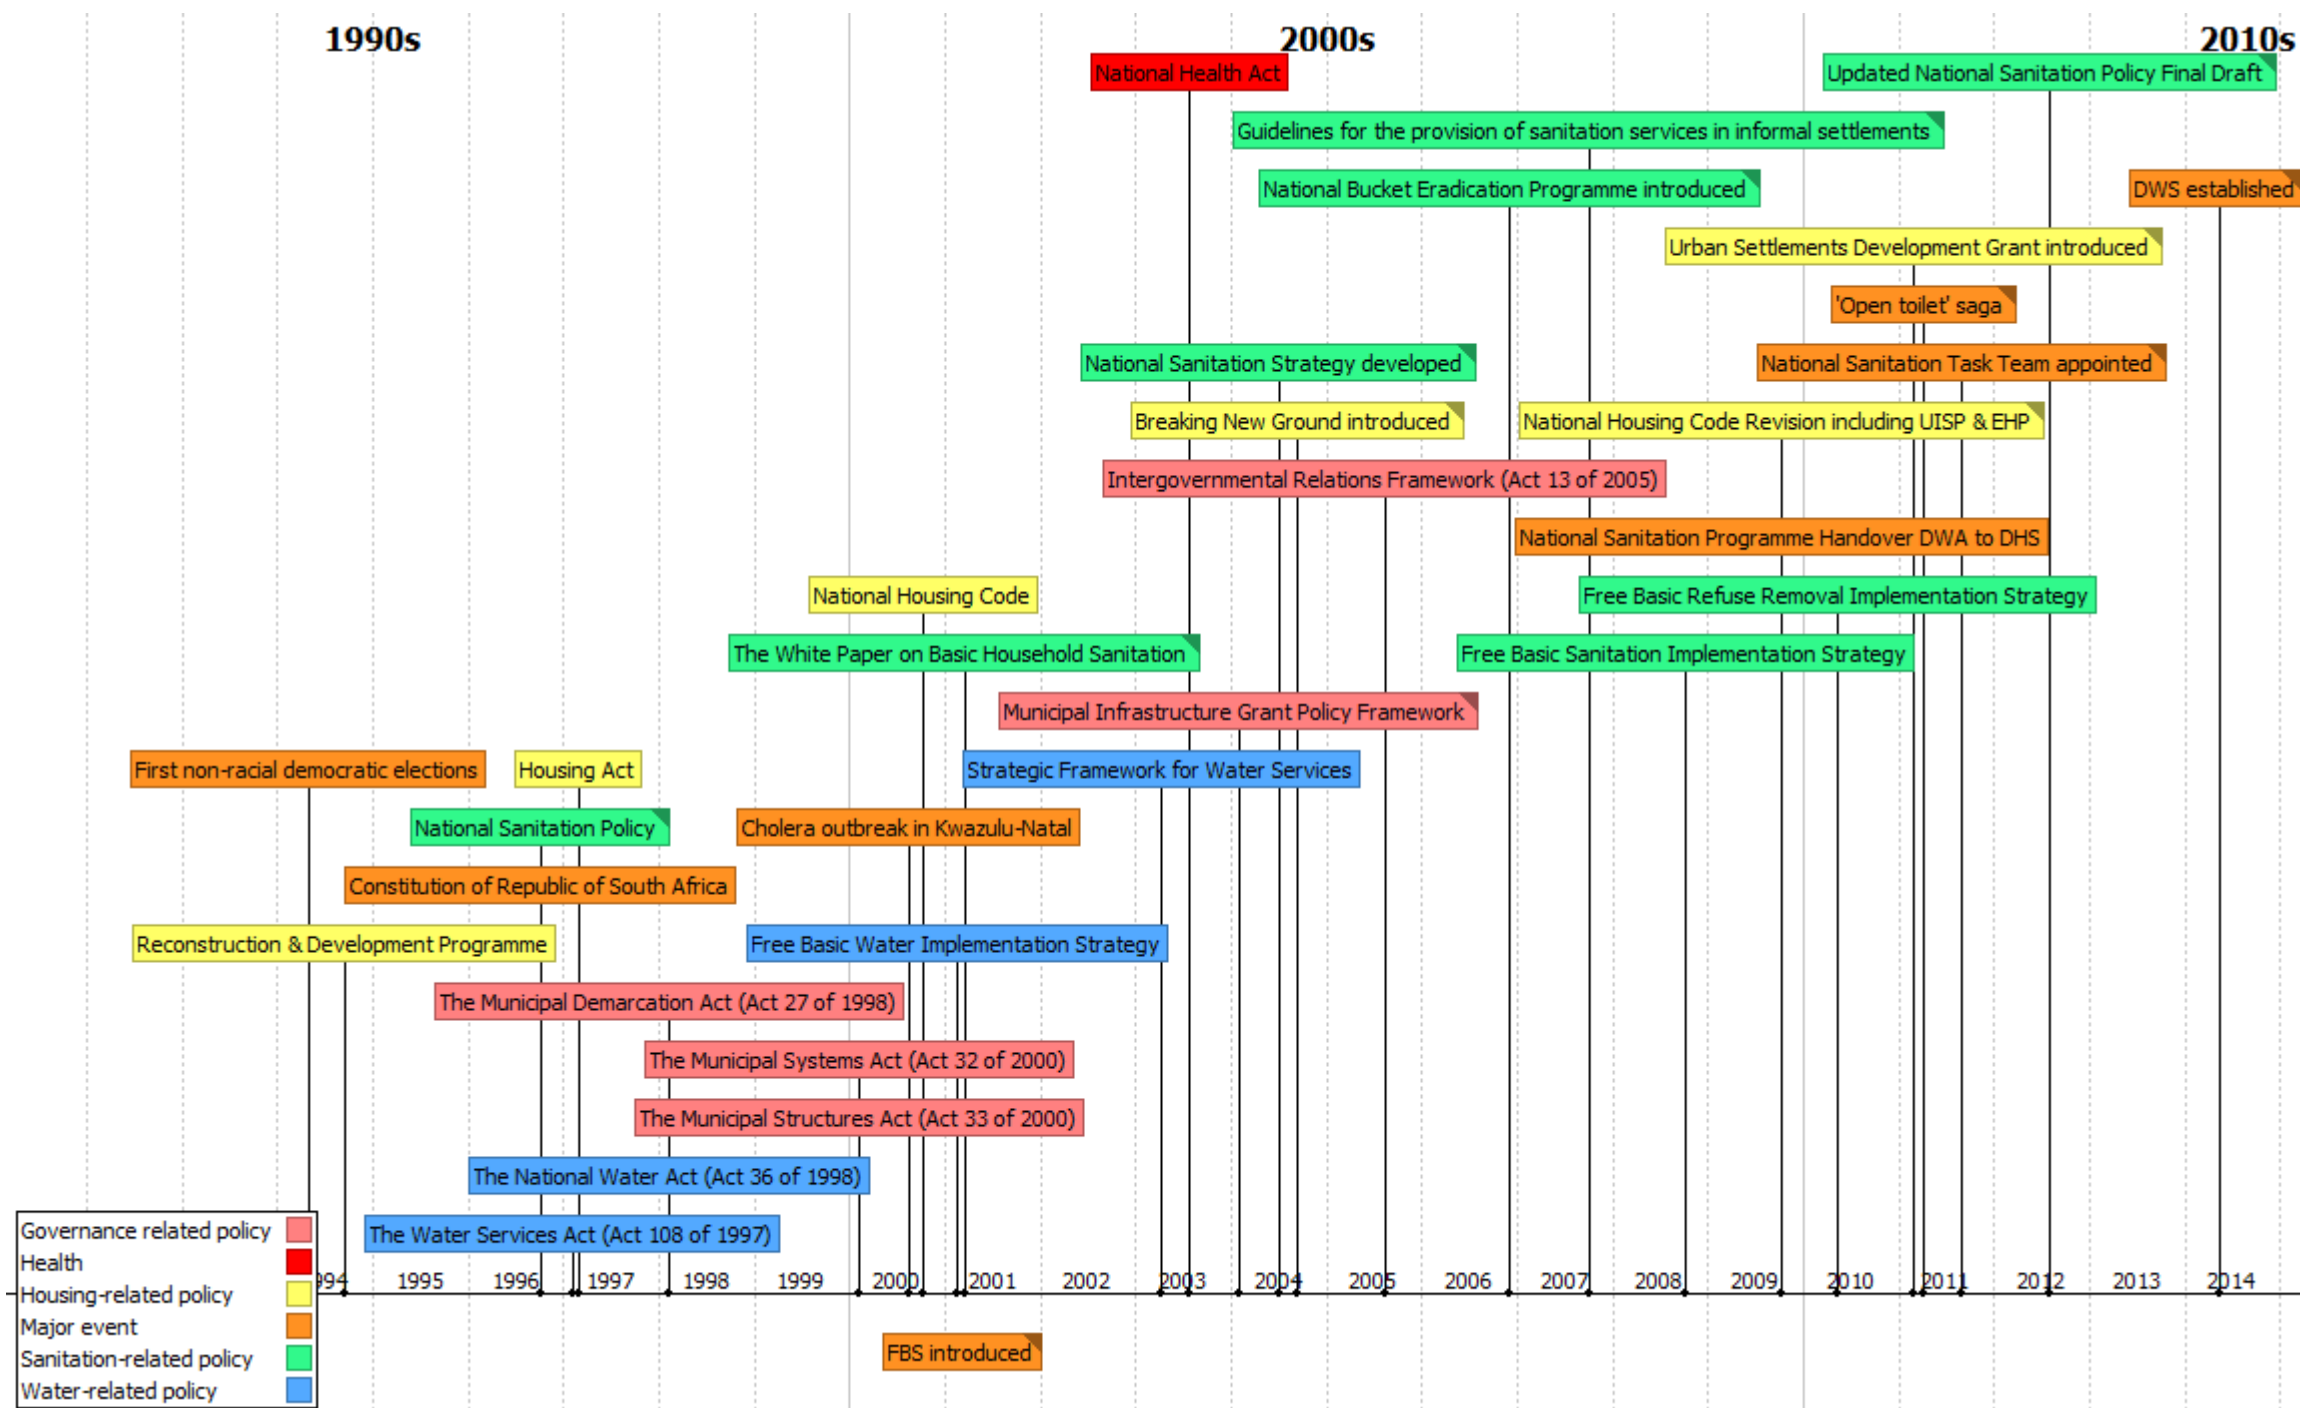 1990s
2000s
2010s
National Health Act
Updated National Sanitation Policy Final Draft
Guidelines for the provision of sanitation services in informal settlements
National Bucket Eradication Programme introduced
DWS established
Urban Settlements Development Grant introduced
'Open toilet' saga
National Sanitation Strategy developed
National Sanitation Task Team appointed
Breaking New Ground introduced
National Housing Code Revision including UISP & EHP
Intergovernmental Relations Framework (Act 13 of 2005)
National Sanitation Programme Handover DWA to DHS
National Housing Code
Free Basic Refuse Removal Implementation Strategy
The White Paper on Basic Household Sanitation
Free Basic Sanitation Implementation Strategy
Municipal Infrastructure Grant Policy Framework
First non-racial democratic elections
Housing Act
Strategic Framework for Water Services
National Sanitation Policy
Cholera outbreak in Kwazulu-Natal
Constitution of Republic of South Africa
Reconstruction & Development Programme
Free Basic Water Implementation Strategy
The Municipal Demarcation Act (Act 27 of 1998)
The Municipal Systems Act (Act 32 of 2000)
The Municipal Structures Act (Act 33 of 2000)
The National Water Act (Act 36 of 1998)
The Water Services Act (Act 108 of 1997)
994 1995 1996 1997 1998 1999 2000 2001 2002 2003 2004 2005 2006 2007 2008 2009 2010 2011 2012 2013 2014
FBS introduced
Governance related policy
Health
Housing-related policy
Major event
Sanitation-related policy
Water-related policy